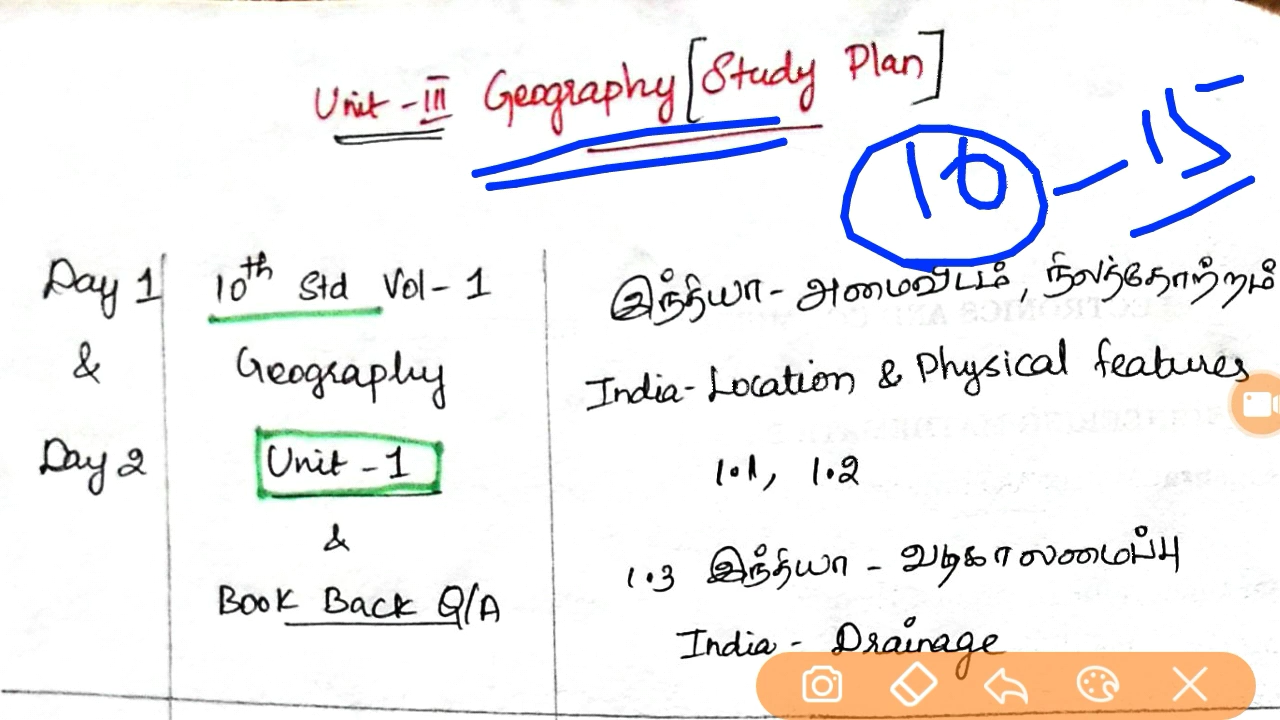 Unit - III Geography [Study Plan]
10 - 15
Day 1 & Day 2
10th Std Vol - 1
Geography
Unit - 1
&
Book Back Q/A
இந்தியா - அமைவிடம், நிலத்தோற்றம்
India - Location & Physical features
1.1, 1.2
1.3 இந்தியா - வடிகாலமைப்பு
India - Drainage